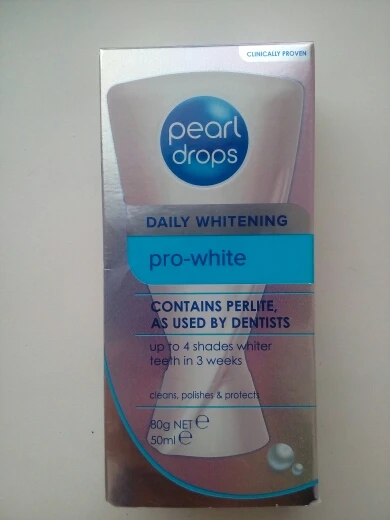 CLINICALLY PROVEN
pearl
drops
DAILY WHITENING
pro-white
CONTAINS PERLITE,
AS USED BY DENTISTS
up to 4 shades whiter
teeth in 3 weeks
cleans, polishes & protects
80g NET ℮
50ml ℮